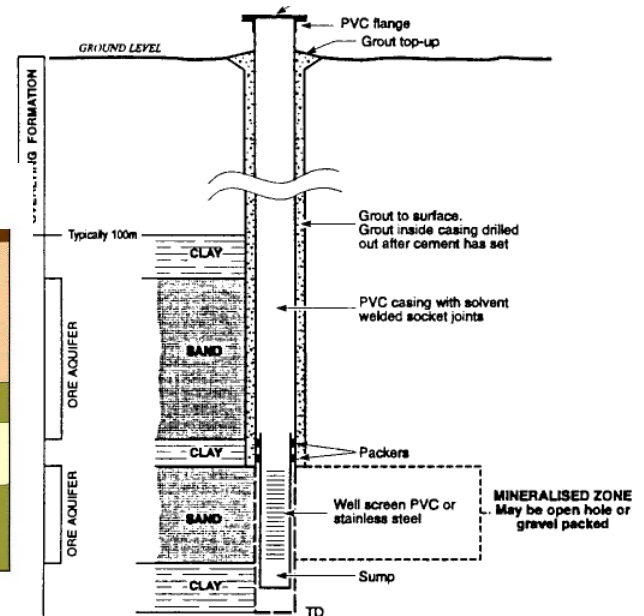 PVC flange
Grout top-up
GROUND LEVEL
FORMATION
Grout to surface.
Grout inside casing drilled
out after cement has set
Typically 100m
CLAY
PVC casing with solvent
welded socket joints
ORE AQUIFER
SAND
CLAY
Packers
MINERALISED ZONE
May be open hole or
gravel packed
Well screen PVC or
stainless steel
ORE AQUIFER
SAND
Sump
CLAY
TD